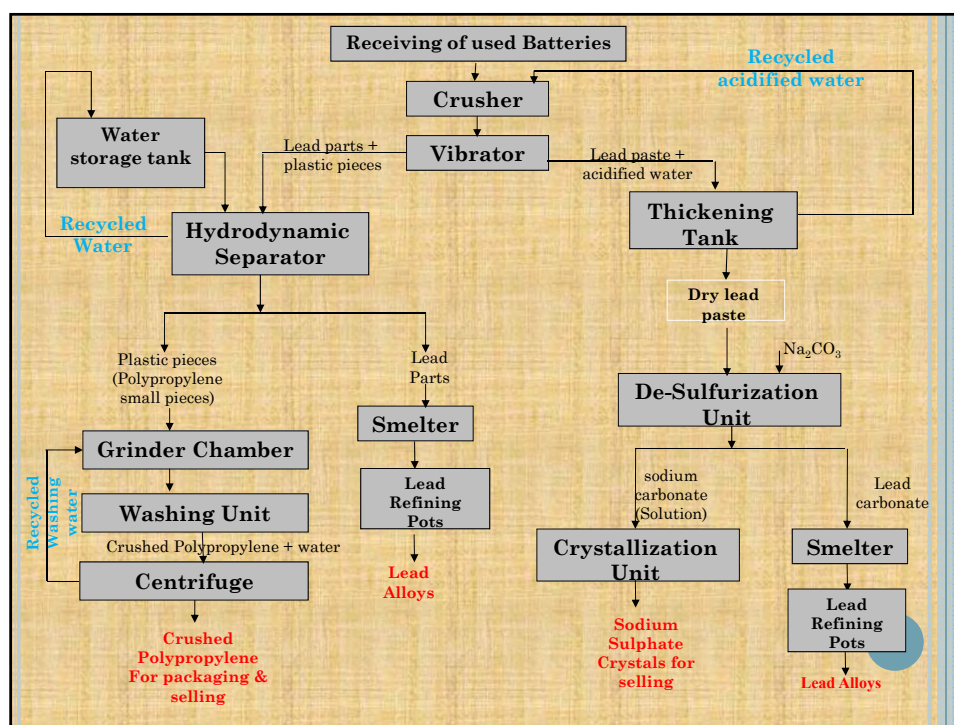 Receiving of used Batteries
Recycled
acidified water
Crusher
Water
storage tank
Lead parts +
plastic pieces
Vibrator
Lead paste +
acidified water
Recycled
Water
Hydrodynamic
Separator
Thickening
Tank
Dry lead
paste
Plastic pieces
(Polypropylene
small pieces)
Lead
Parts
Na₂CO₃
De-Sulfurization
Unit
Smelter
Grinder Chamber
Recycled
Washing
water
Washing Unit
Lead
Refining
Pots
sodium
carbonate
(Solution)
Lead
carbonate
Crushed Polypropylene + water
Centrifuge
Lead
Alloys
Crystallization
Unit
Smelter
Lead
Refining
Pots
Crushed
Polypropylene
For packaging &
selling
Sodium
Sulphate
Crystals for
selling
Lead Alloys